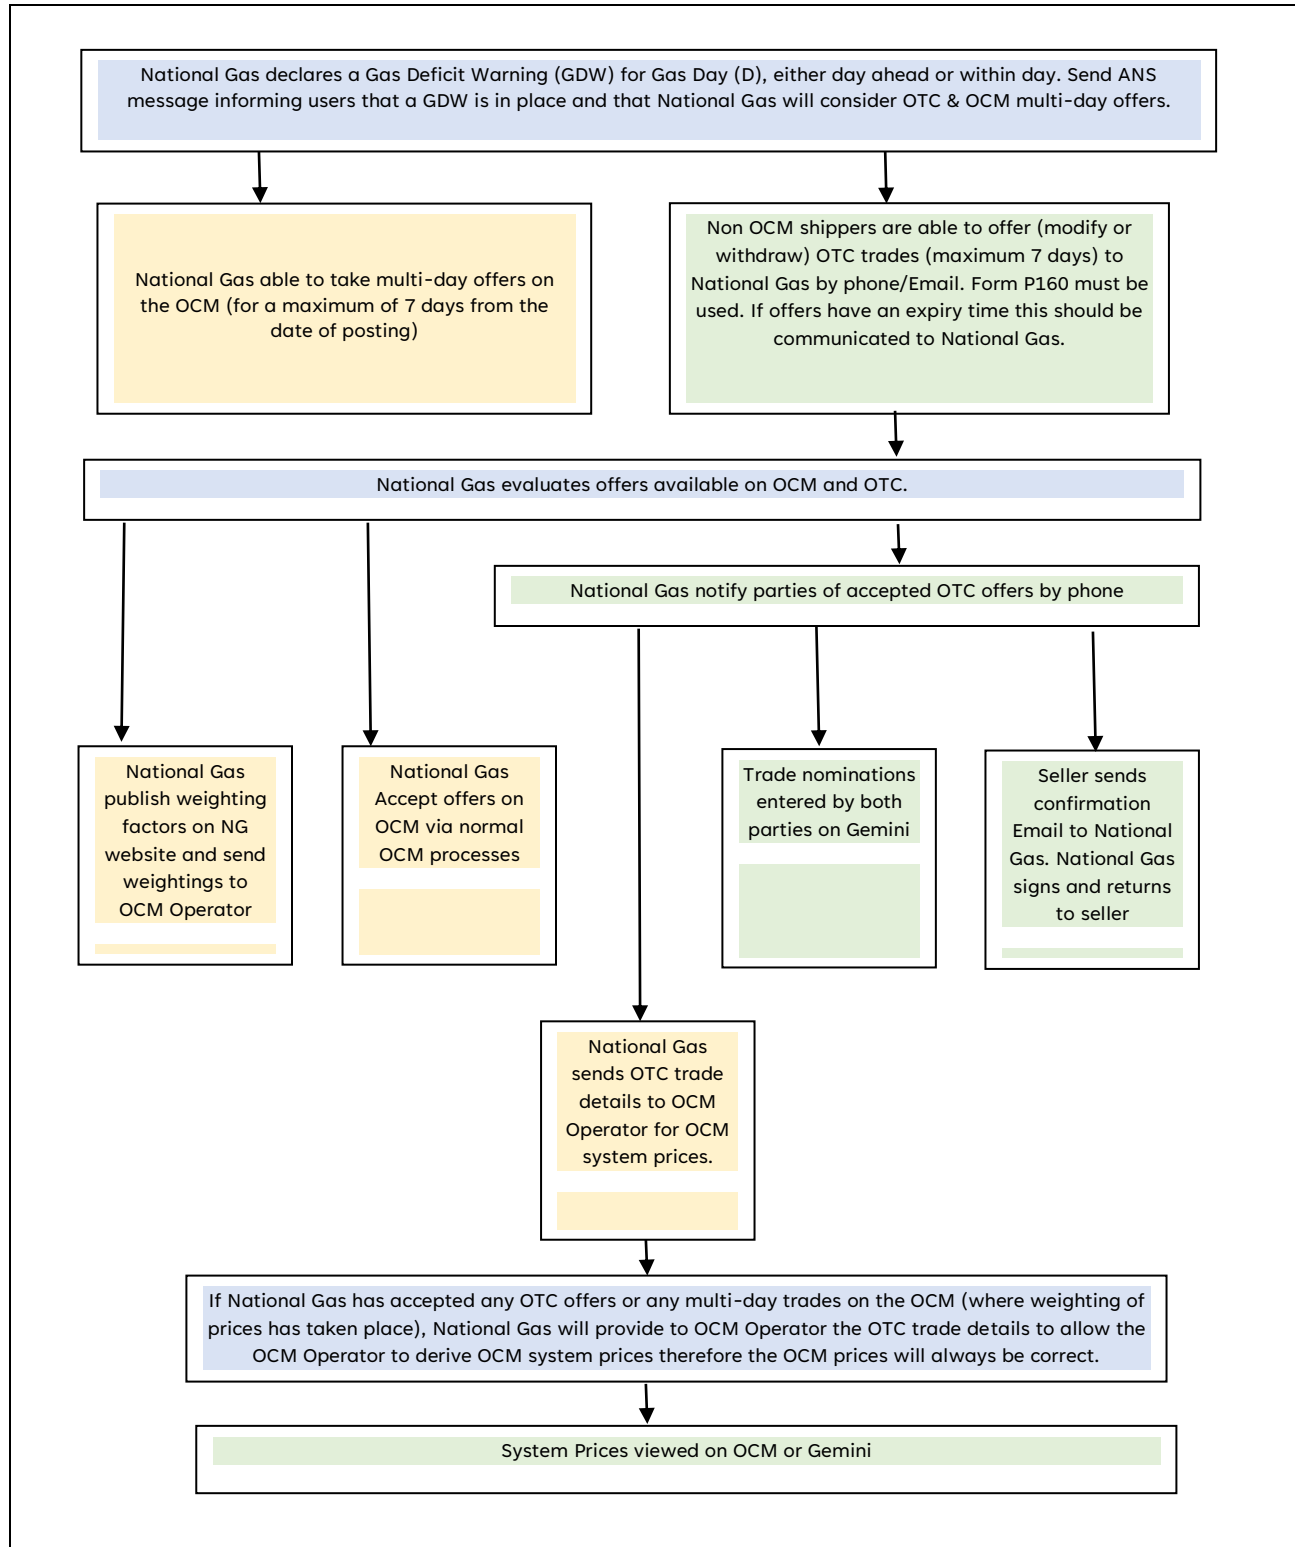 National Gas declares a Gas Deficit Warning (GDW) for Gas Day (D), either day ahead or within day. Send ANS
message informing users that a GDW is in place and that National Gas will consider OTC & OCM multi-day offers.
National Gas able to take multi-day offers on
the OCM (for a maximum of 7 days from the
date of posting)
Non OCM shippers are able to offer (modify or
withdraw) OTC trades (maximum 7 days) to
National Gas by phone/Email. Form P160 must be
used. If offers have an expiry time this should be
communicated to National Gas.
National Gas evaluates offers available on OCM and OTC.
National Gas notify parties of accepted OTC offers by phone
National Gas
publish weighting
factors on NG
website and send
weightings to
OCM Operator
National Gas
Accept offers on
OCM via normal
OCM processes
Trade nominations
entered by both
parties on Gemini
Seller sends
confirmation
Email to National
Gas. National Gas
signs and returns
to seller
National Gas
sends OTC trade
details to OCM
Operator for OCM
system prices.
If National Gas has accepted any OTC offers or any multi-day trades on the OCM (where weighting of
prices has taken place), National Gas will provide to OCM Operator the OTC trade details to allow the
OCM Operator to derive OCM system prices therefore the OCM prices will always be correct.
System Prices viewed on OCM or Gemini